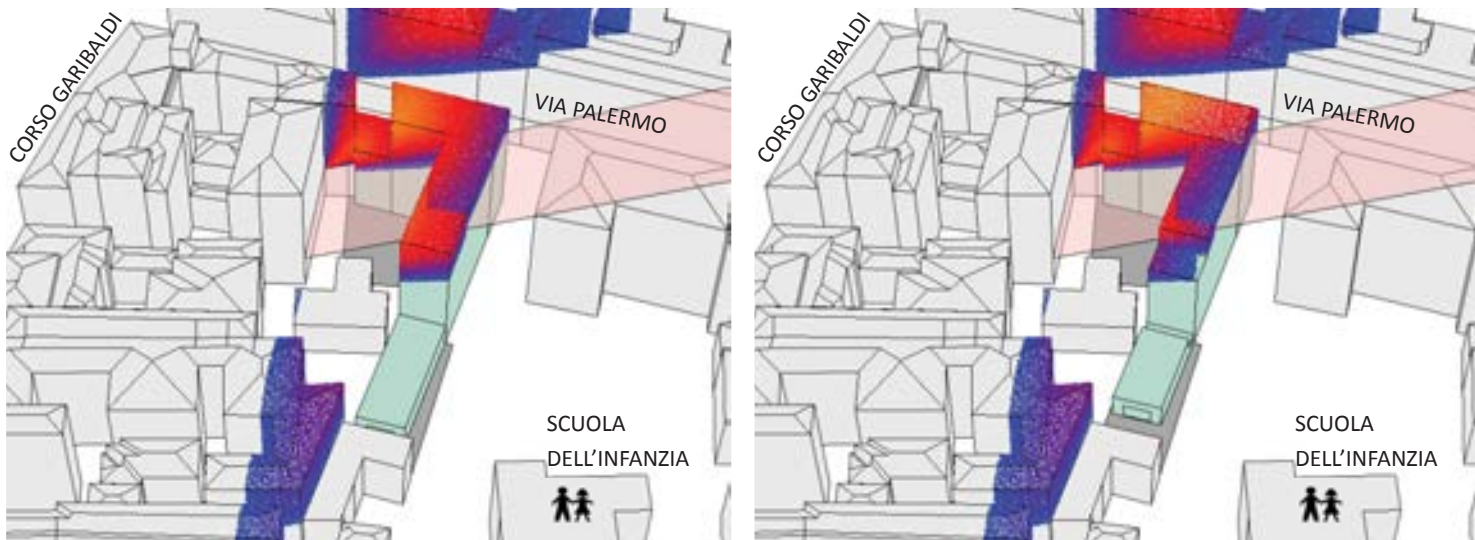 CORSO GARIBALDI
VIA PALERMO
SCUOLA
DELL'INFANZIA
CORSO GARIBALDI
VIA PALERMO
SCUOLA
DELL'INFANZIA